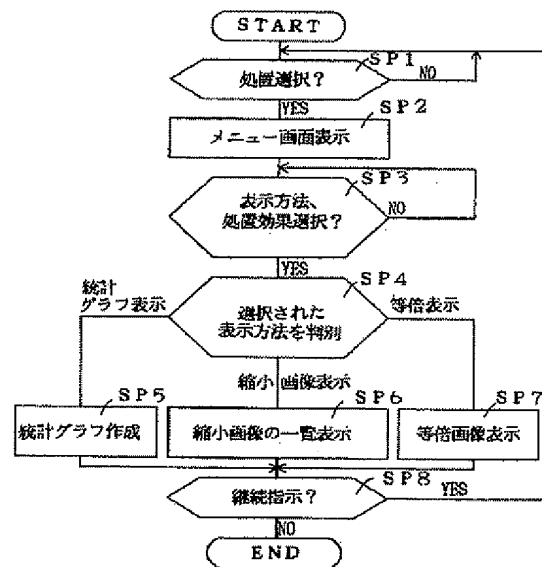 START
SP1
処置選択?
NO
YES
SP2
メニュー画面表示
SP3
表示方法、
処置効果選択?
NO
YES
SP4
統計
グラフ表示
選択された
表示方法を判別
等倍表示
縮小画像表示
SP5
SP6
SP7
統計グラフ作成
縮小画像の一覧表示
等倍画像表示
SP8
継続指示?
YES
NO
END